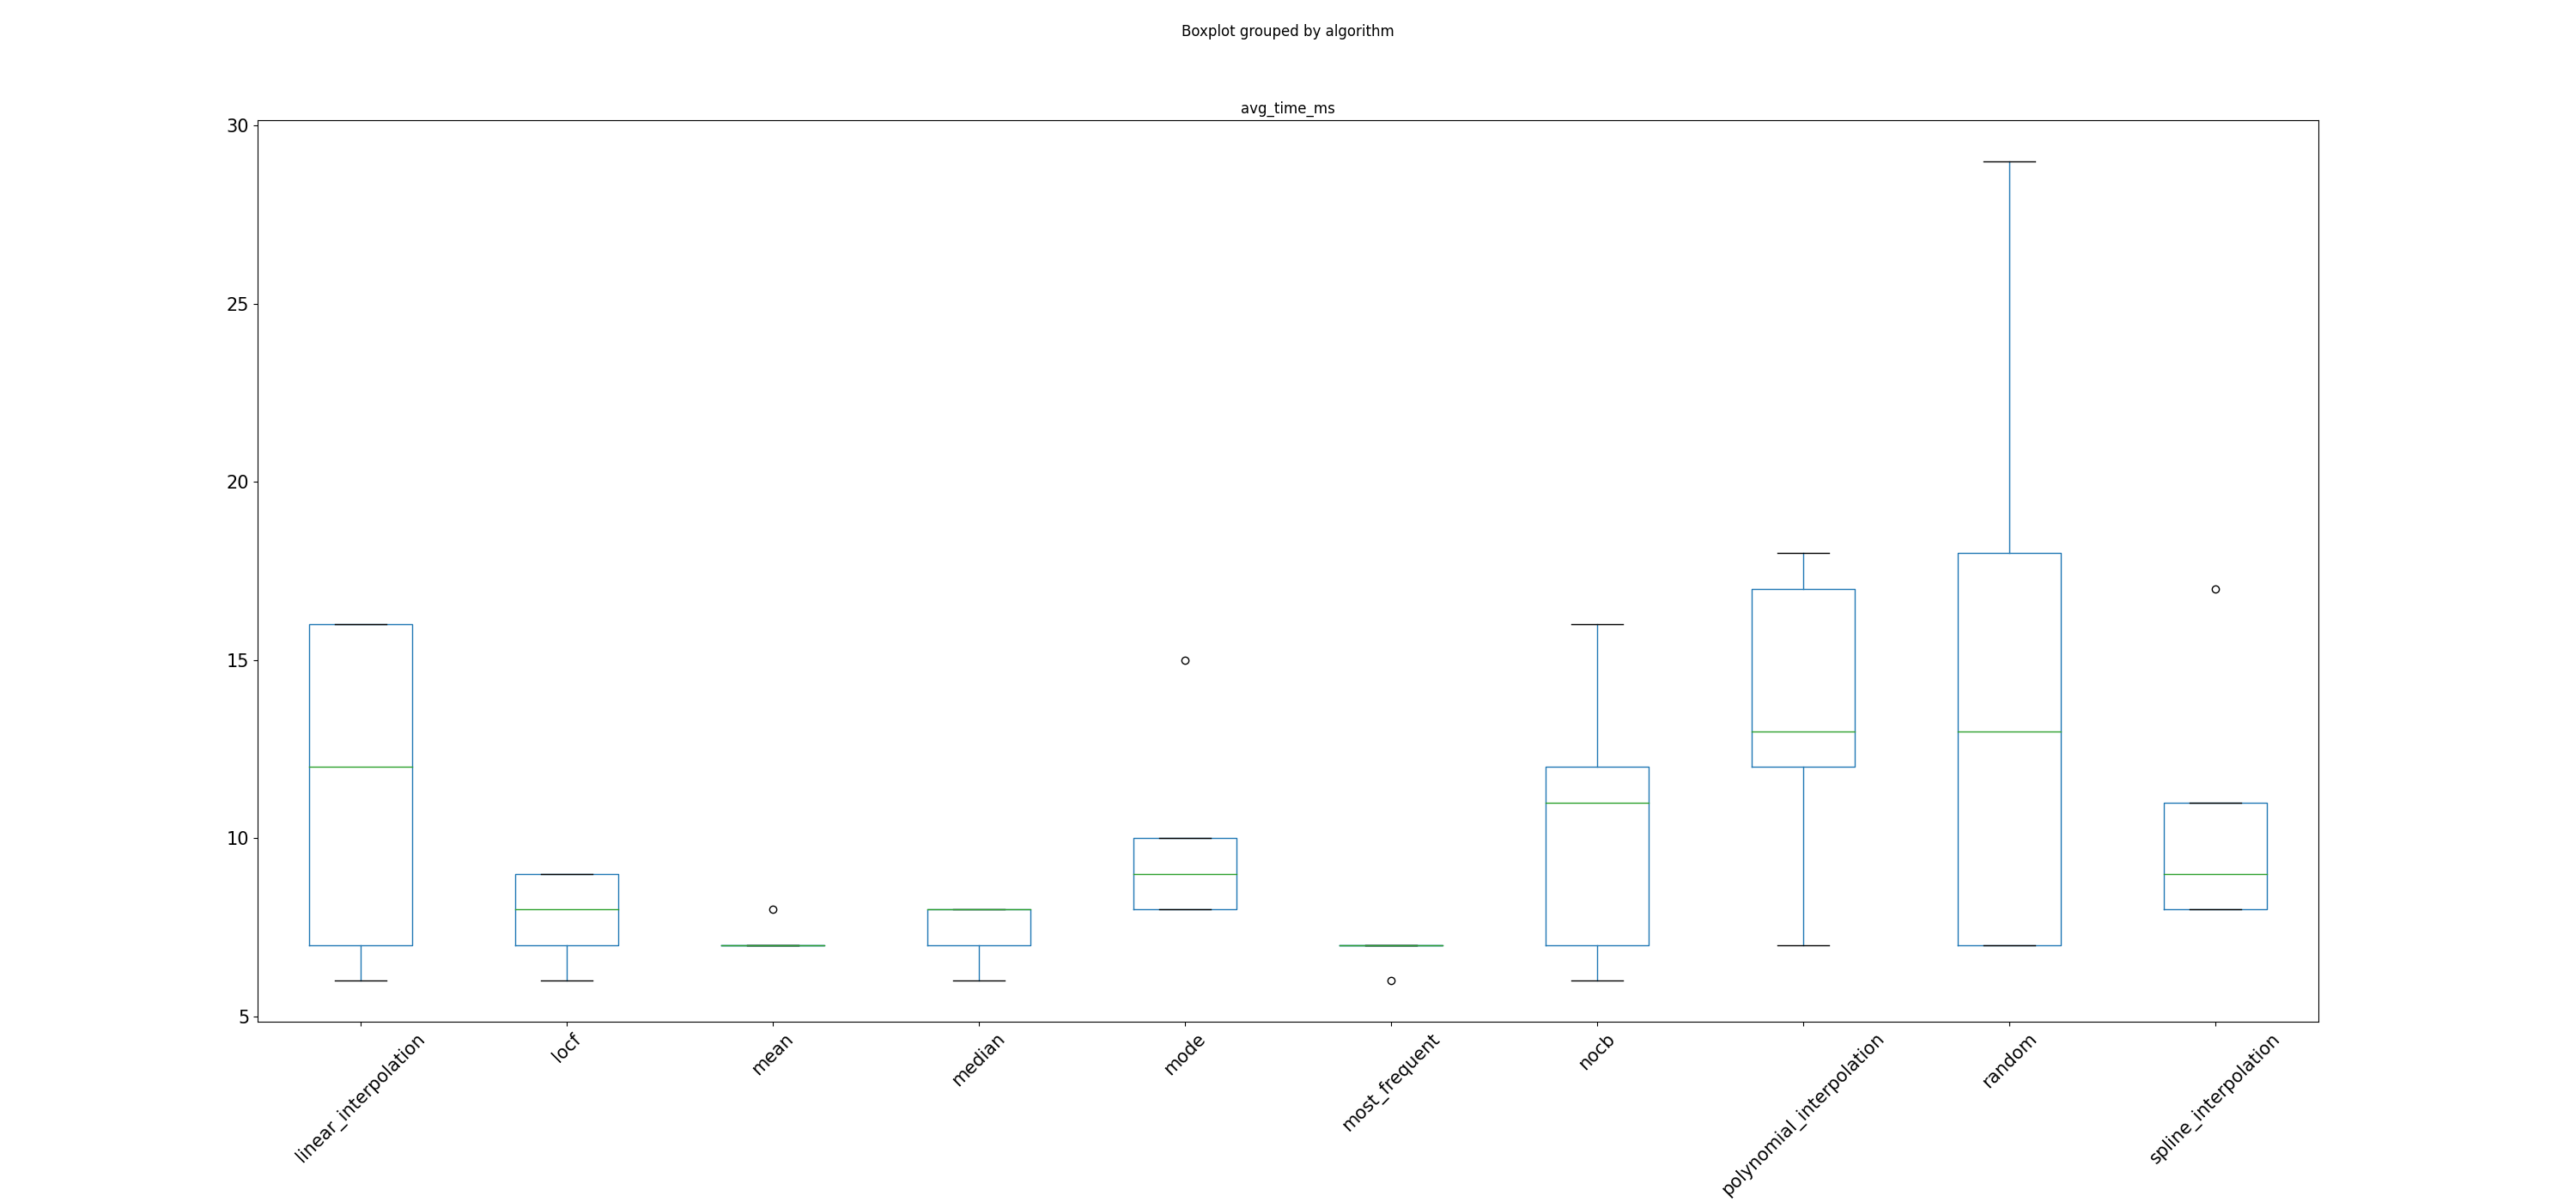 Boxplot grouped by algorithm
avg_time_ms
30
25
20
15
10
5
linear_interpolation
locf
mean
median
mode
most_frequent
nocb
polynomial_interpolation
random
spline_interpolation